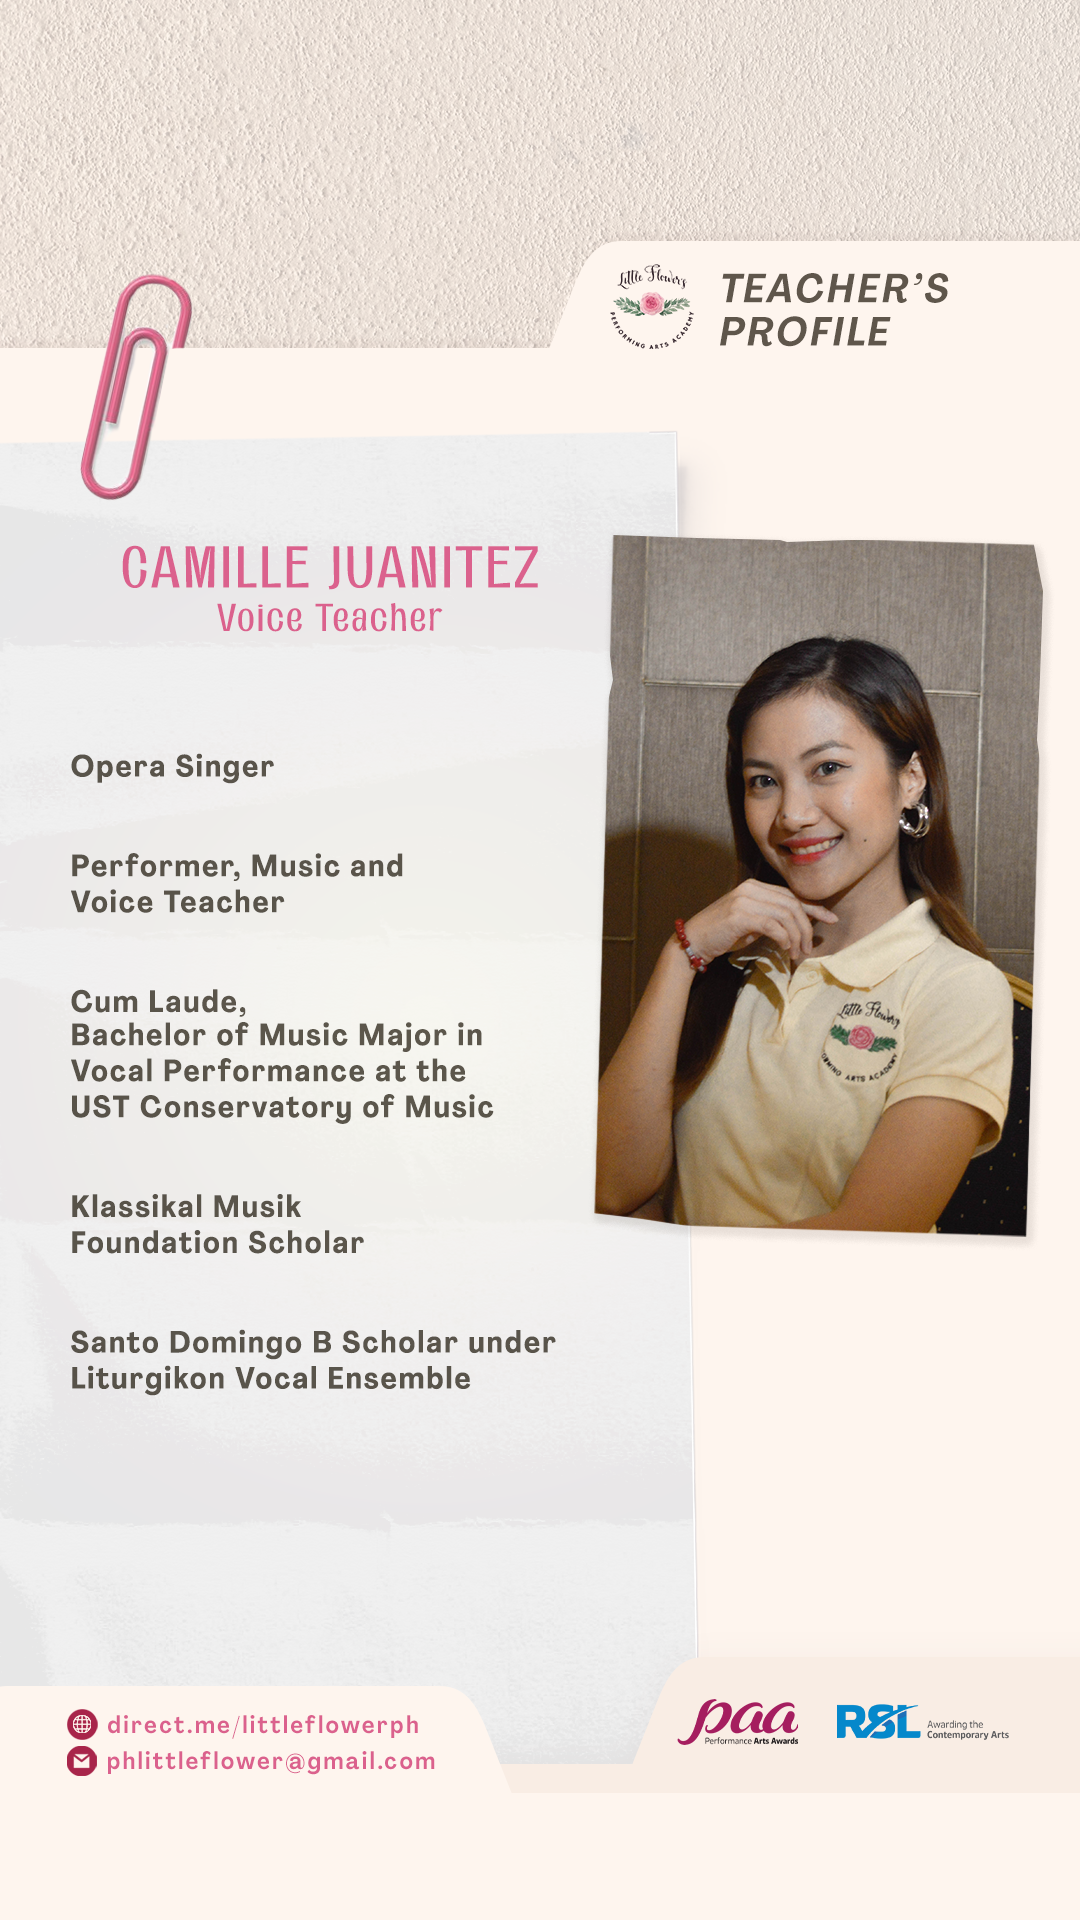 Little Flower's
PERFORMING ARTS ACADEMY
TEACHER'S
PROFILE
CAMILLE JUANITEZ
Voice Teacher
Opera Singer
Performer, Music and
Voice Teacher
Cum Laude,
Bachelor of Music Major in
Vocal Performance at the
UST Conservatory of Music
Klassikal Musik
Foundation Scholar
Santo Domingo B Scholar under
Liturgikon Vocal Ensemble
Little Flower's
ARTS ACADEMY
direct.me/littleflowerph
phlittleflower@gmail.com
paa
Performance Arts Awards
RSL
Awarding the
Contemporary Arts